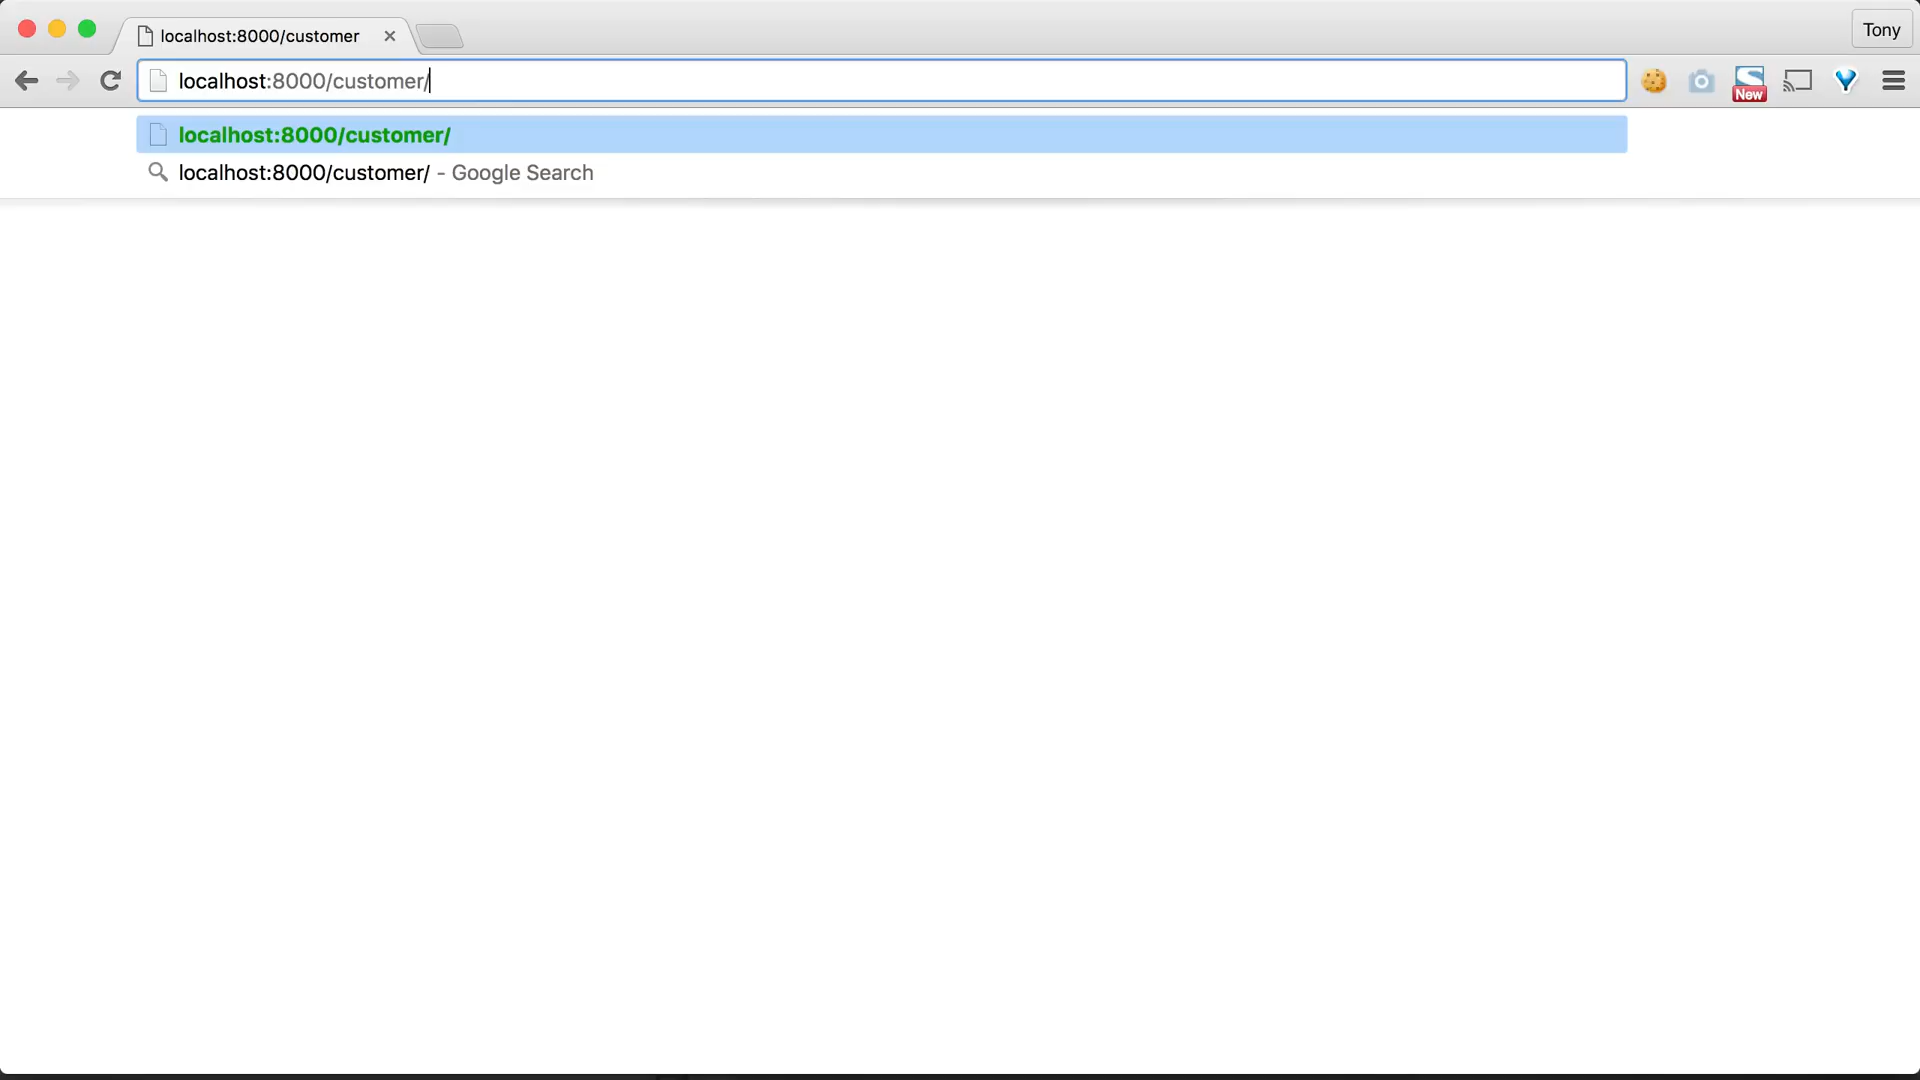 localhost:8000/customer
Tony
localhost:8000/customer/
New
localhost:8000/customer/
localhost:8000/customer/ - Google Search